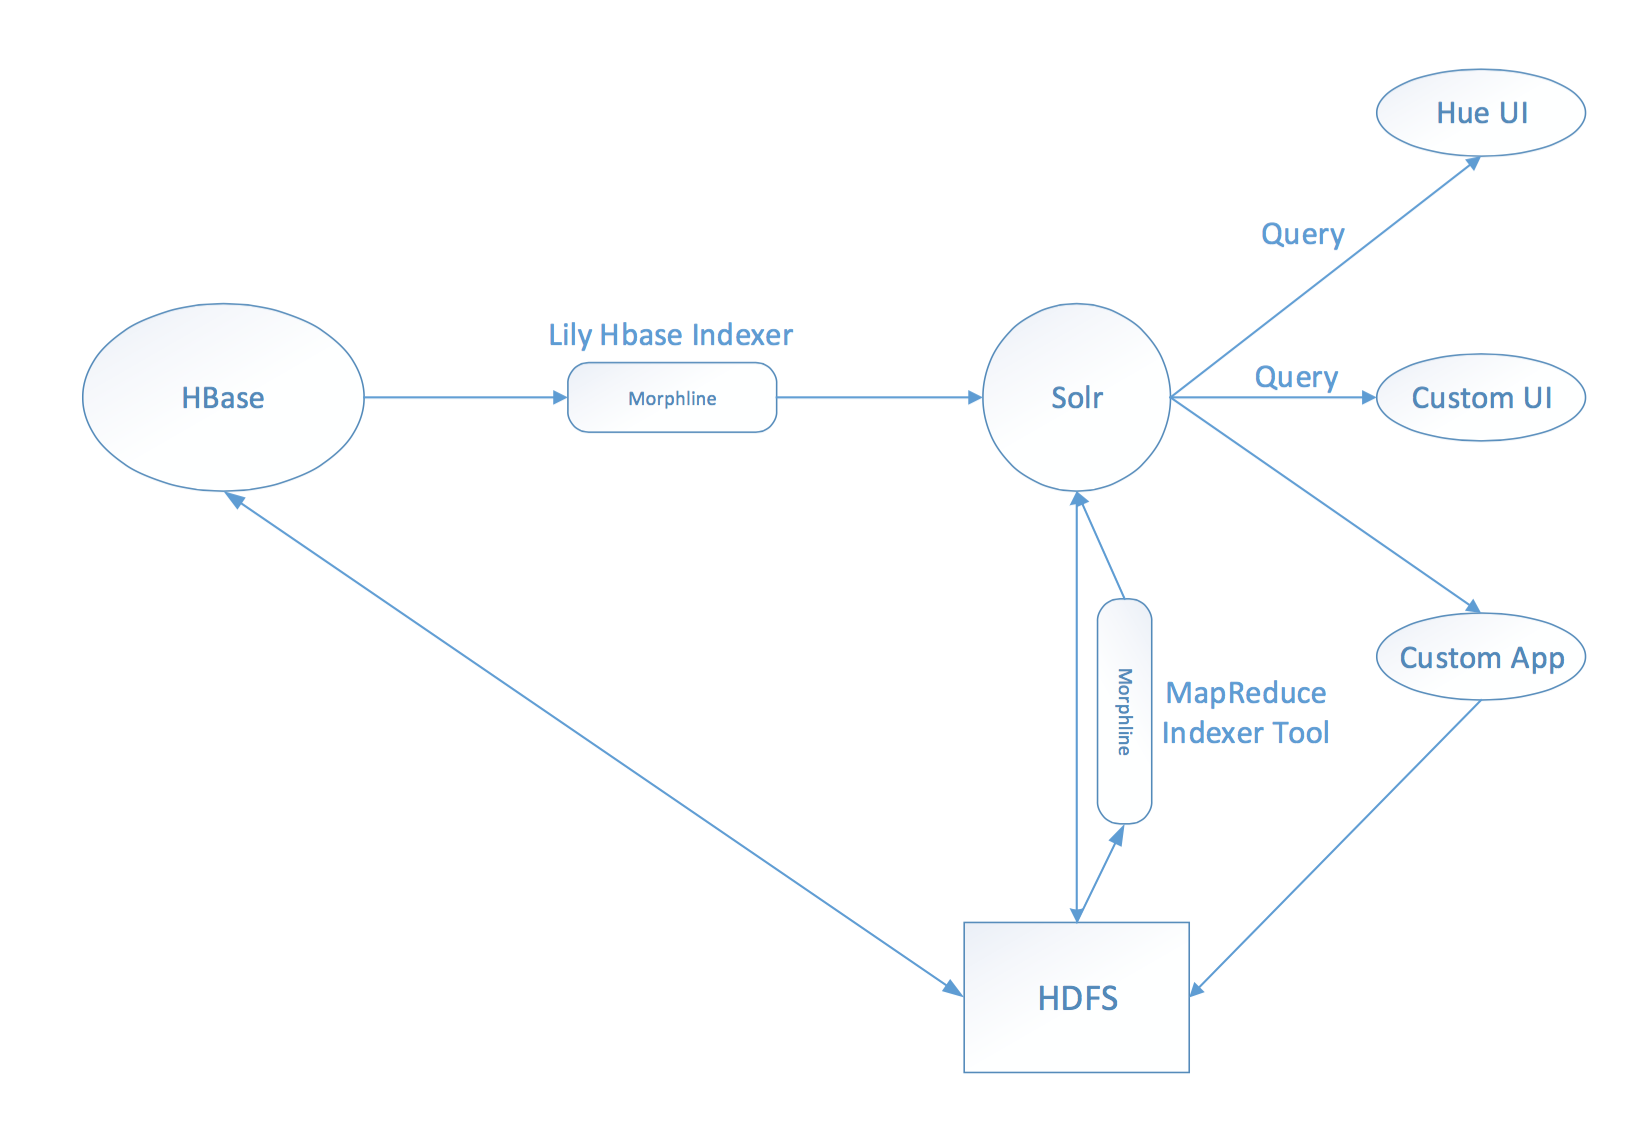 Hue UI
Query
Lily Hbase Indexer
HBase
Morphline
Solr
Query
Custom UI
Custom App
Morphline
MapReduce
Indexer Tool
HDFS